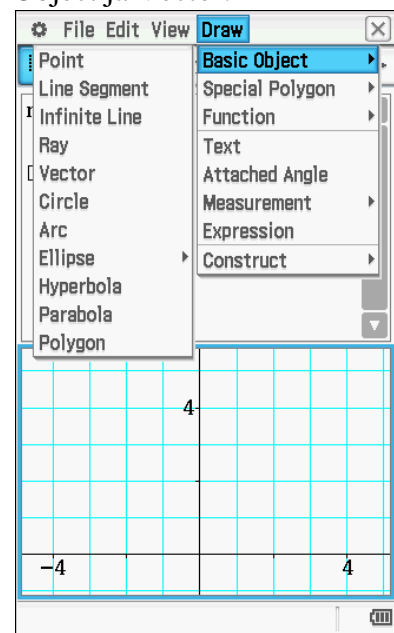 File Edit View Draw
Point
Line Segment
Infinite Line
Ray
Vector
Circle
Arc
Ellipse
Hyperbola
Parabola
Polygon
Basic Object
Special Polygon
Function
Text
Attached Angle
Measurement
Expression
Construct
4
-4 4